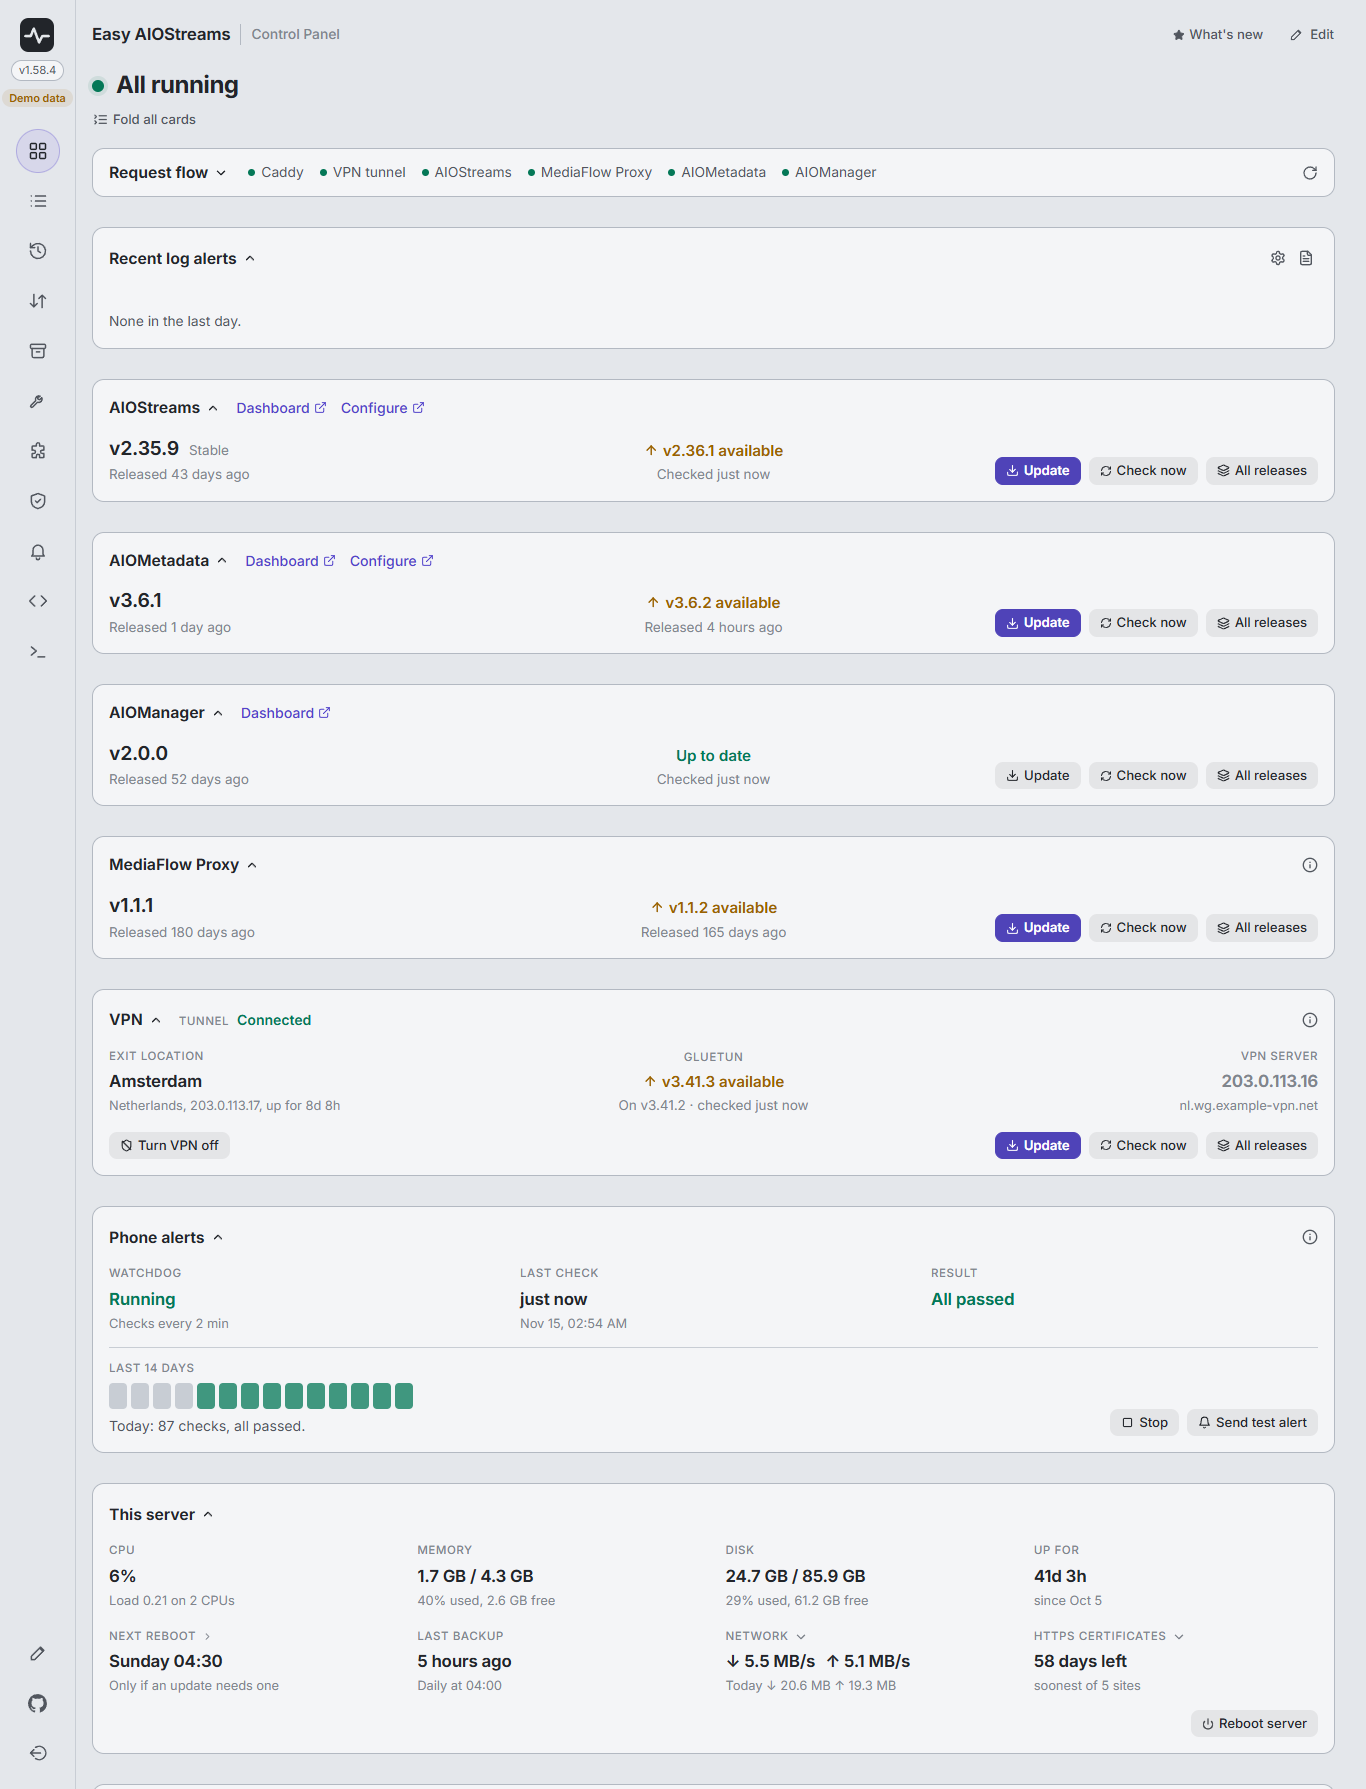 Easy AIOStreams
Control Panel
What's new
Edit
v1.58.4
Demo data
All running
Fold all cards
Request flow
Caddy
VPN tunnel
AIOStreams
MediaFlow Proxy
AIOMetadata
AIOManager
Recent log alerts
None in the last day.
AIOStreams
Dashboard
Configure
v2.35.9 Stable
Released 43 days ago
v2.36.1 available
Checked just now
Update
Check now
All releases
AIOMetadata
Dashboard
Configure
v3.6.1
Released 1 day ago
v3.6.2 available
Released 4 hours ago
Update
Check now
All releases
AIOManager
Dashboard
v2.0.0
Released 52 days ago
Up to date
Checked just now
Update
Check now
All releases
MediaFlow Proxy
v1.1.1
Released 180 days ago
v1.1.2 available
Released 165 days ago
Update
Check now
All releases
VPN
TUNNEL Connected
EXIT LOCATION
Amsterdam
Netherlands, 203.0.113.17, up for 8d 8h
GLUETUN
v3.41.3 available
On v3.41.2 · checked just now
VPN SERVER
203.0.113.16
nl.wg.example-vpn.net
Turn VPN off
Update
Check now
All releases
Phone alerts
WATCHDOG
Running
Checks every 2 min
LAST CHECK
just now
Nov 15, 02:54 AM
RESULT
All passed
LAST 14 DAYS
Today: 87 checks, all passed.
Stop
Send test alert
This server
CPU
6%
Load 0.21 on 2 CPUs
MEMORY
1.7 GB / 4.3 GB
40% used, 2.6 GB free
DISK
24.7 GB / 85.9 GB
29% used, 61.2 GB free
UP FOR
41d 3h
since Oct 5
NEXT REBOOT
Sunday 04:30
Only if an update needs one
LAST BACKUP
5 hours ago
Daily at 04:00
NETWORK
↓ 5.5 MB/s ↑ 5.1 MB/s
Today ↓ 20.6 MB ↑ 19.3 MB
HTTPS CERTIFICATES
58 days left
soonest of 5 sites
Reboot server